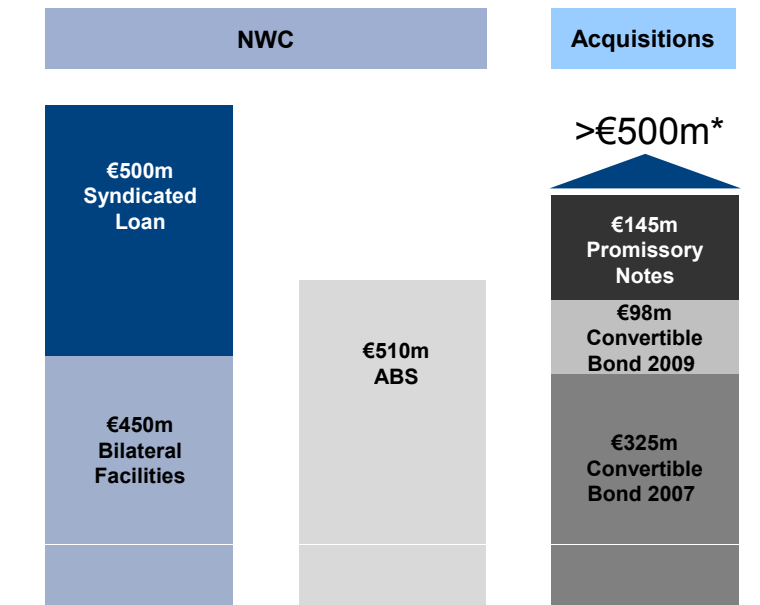 NWC
Acquisitions
€500m
Syndicated
Loan
€450m
Bilateral
Facilities
€510m
ABS
>€500m*
€145m
Promissory
Notes
€98m
Convertible
Bond 2009
€325m
Convertible
Bond 2007